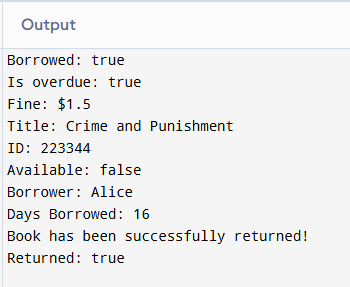 Output
Borrowed: true
Is overdue: true
Fine: $1.5
Title: Crime and Punishment
ID: 223344
Available: false
Borrower: Alice
Days Borrowed: 16
Book has been successfully returned!
Returned: true